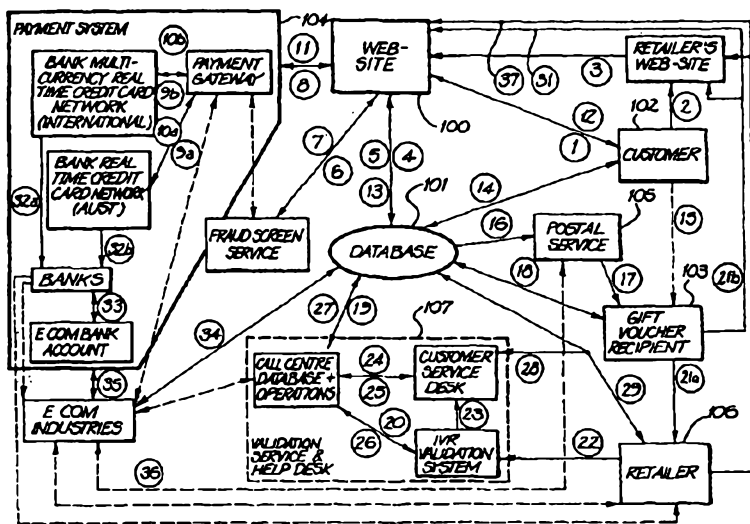 PAYMENT SYSTEM
104
BANK MULTI-
CURRENCY REAL
TIME CREDIT CARD
NETWORK
(INTERNATIONAL)
10b
9b
10a
9a
PAYMENT
GATEWAY
11
8
WEB-
SITE
100
37
31
3
RETAILER'S
WEB-SITE
2
102
12
1
CUSTOMER
BANK REAL
TIME CREDIT
CARD NETWORK
(AUST)
7
6
5
4
13
101
14
15
32a
32b
FRAUD SCREEN
SERVICE
DATABASE
16
105
POSTAL
SERVICE
18
17
103
21b
BANKS
33
E COM BANK
ACCOUNT
34
27
19
107
GIFT
VOUCHER
RECIPIENT
35
E COM
INDUSTRIES
CALL CENTRE
DATABASE +
OPERATIONS
24
25
CUSTOMER
SERVICE
DESK
28
29
21a
20
26
23
VALIDATION
SERVICE &
HELP DESK
IVR
VALIDATION
SYSTEM
22
106
RETAILER
36